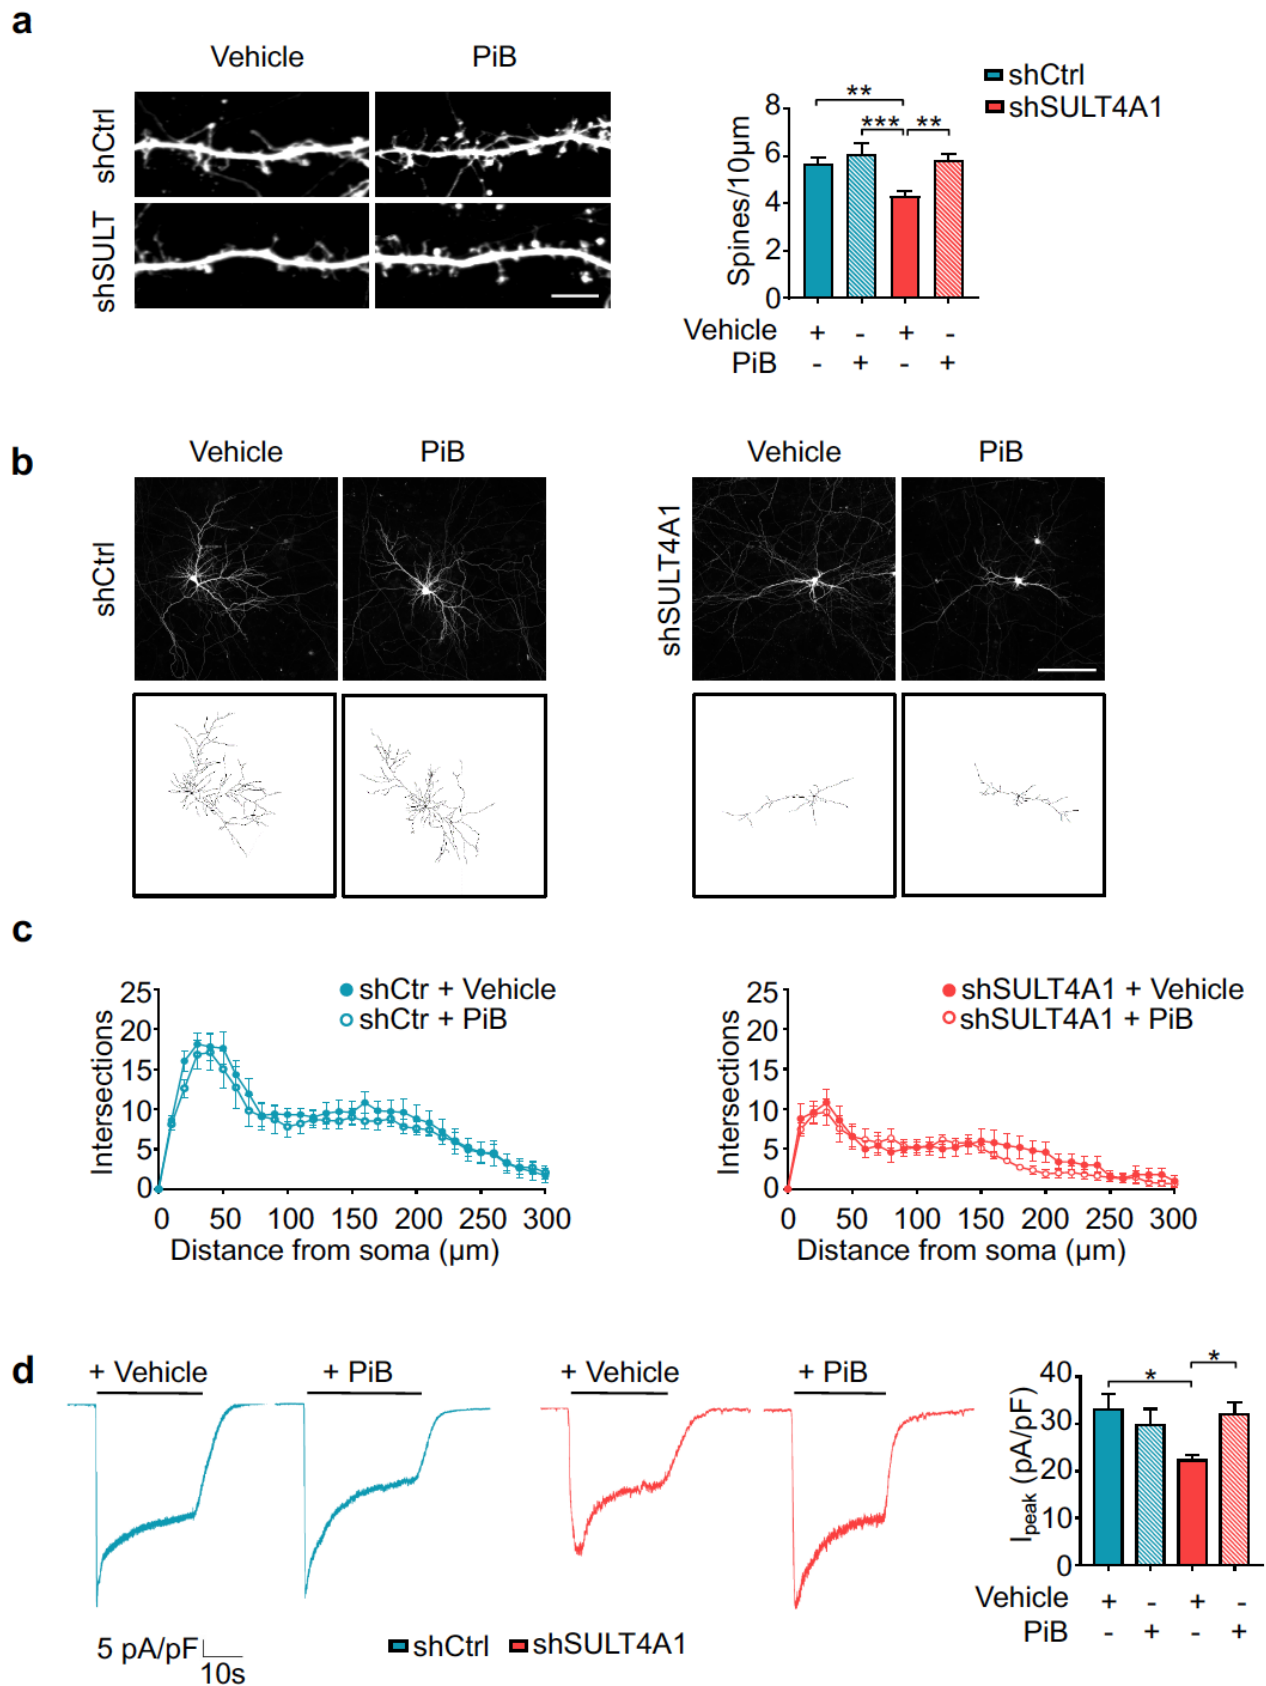 a
Vehicle PiB
shCtrl
shSULT
shCtrl
shSULT4A1
** 
*** **
Spines/10µm
8
6
4
2
0
Vehicle + - + -
PiB - + - +
b
Vehicle PiB Vehicle PiB
shCtrl
shSULT4A1
c
shCtr + Vehicle
shCtr + PiB
Intersections
25
20
15
10
5
0
0 50 100 150 200 250 300
Distance from soma (µm)
shSULT4A1 + Vehicle
shSULT4A1 + PiB
Intersections
25
20
15
10
5
0
0 50 100 150 200 250 300
Distance from soma (µm)
d
+ Vehicle + PiB + Vehicle + PiB
5 pA/pF
10s
shCtrl shSULT4A1
*
*
Ipeak (pA/pF)
40
30
20
10
0
Vehicle + - + -
PiB - + - +